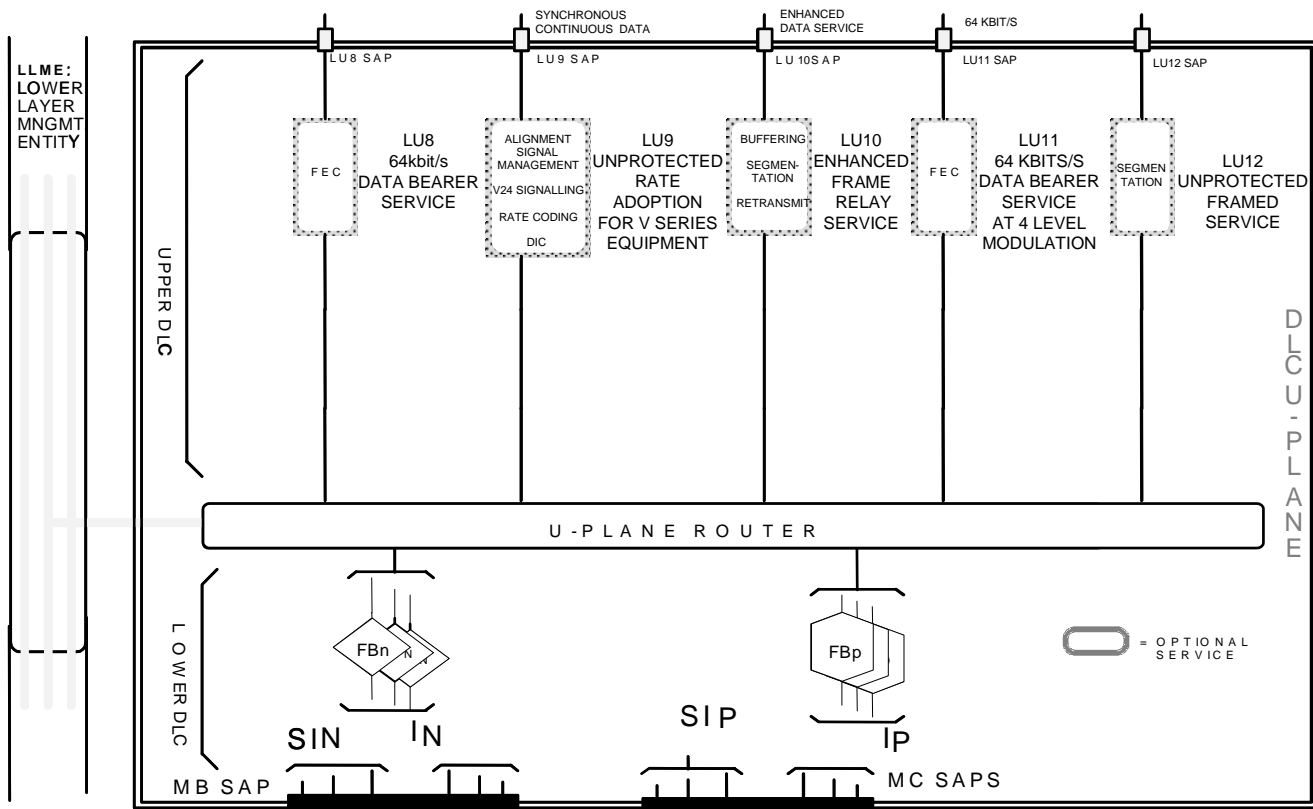 SYNCHRONOUS
CONTINUOUS DATA
ENHANCED
DATA SERVICE
64 KBIT/S
LU8 SAP
LU9 SAP
LU10SAP
LU11 SAP
LU12 SAP
LLME:
LOWER
LAYER
MNGMT
ENTITY
UPPER DLC
FEC
LU8
64kbit/s
DATA BEARER
SERVICE
ALIGNMENT
SIGNAL
MANAGEMENT
V24 SIGNALLING
RATE CODING
DIC
LU9
UNPROTECTED
RATE
ADOPTION
FOR V SERIES
EQUIPMENT
BUFFERING
SEGMEN-
TATION
RETRANSMIT
LU10
ENHANCED
FRAME
RELAY
SERVICE
FEC
LU11
64 KBITS/S
DATA BEARER
SERVICE
AT 4 LEVEL
MODULATION
SEGMEN
TATION
LU12
UNPROTECTED
FRAMED
SERVICE
DLC U-PLANE
U-PLANE ROUTER
LOWER DLC
FBn
N
N
FBp
= OPTIONAL
SERVICE
SIN
IN
SIP
IP
MB SAP
MC SAPS